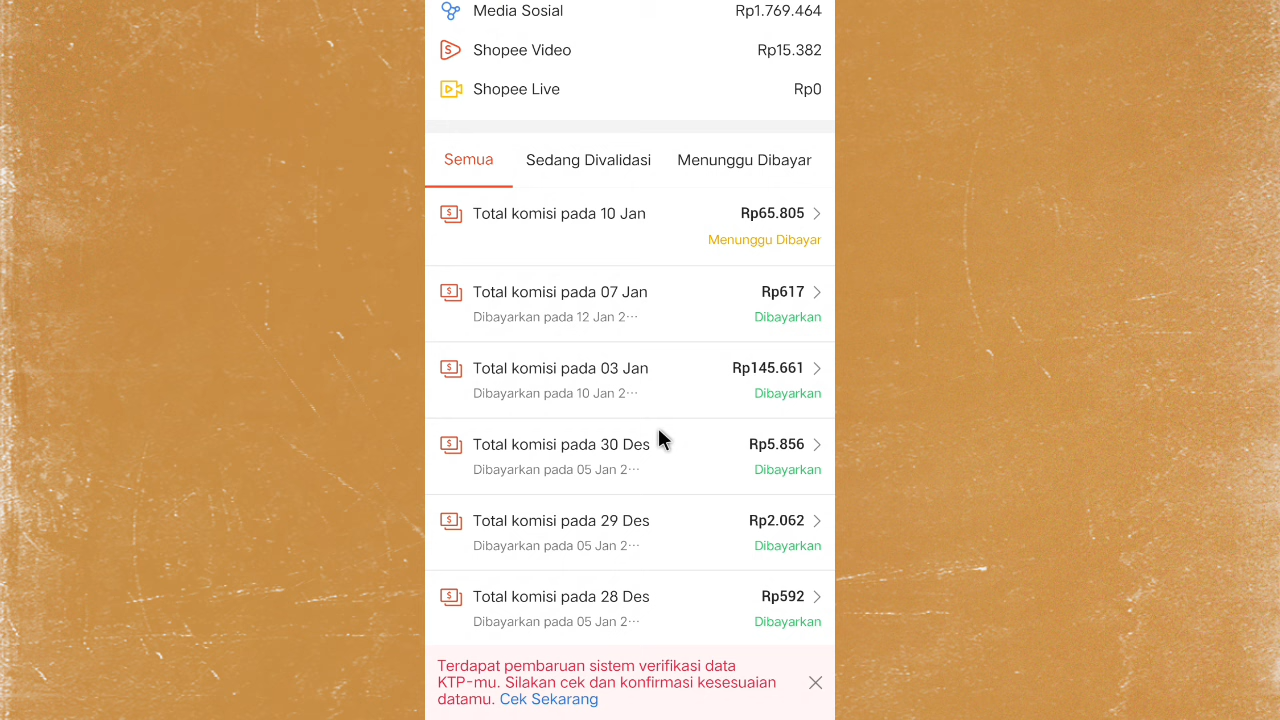 Media Sosial Rp1.769.464
Shopee Video Rp15.382
Shopee Live Rp0
Semua Sedang Divalidasi Menunggu Dibayar
Total komisi pada 10 Jan Rp65.805
Menunggu Dibayar
Total komisi pada 07 Jan Rp617
Dibayarkan pada 12 Jan 2··· Dibayarkan
Total komisi pada 03 Jan Rp145.661
Dibayarkan pada 10 Jan 2··· Dibayarkan
Total komisi pada 30 Des Rp5.856
Dibayarkan pada 05 Jan 2··· Dibayarkan
Total komisi pada 29 Des Rp2.062
Dibayarkan pada 05 Jan 2··· Dibayarkan
Total komisi pada 28 Des Rp592
Dibayarkan pada 05 Jan 2··· Dibayarkan
Terdapat pembaruan sistem verifikasi data
KTP-mu. Silakan cek dan konfirmasi kesesuaian
datamu. Cek Sekarang